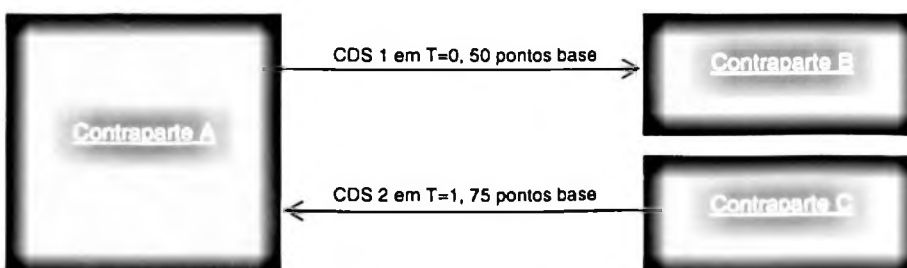 CDS 1 em T=0, 50 pontos base
Contraparte B
Contraparte A
CDS 2 em T=1, 75 pontos base
Contraparte C